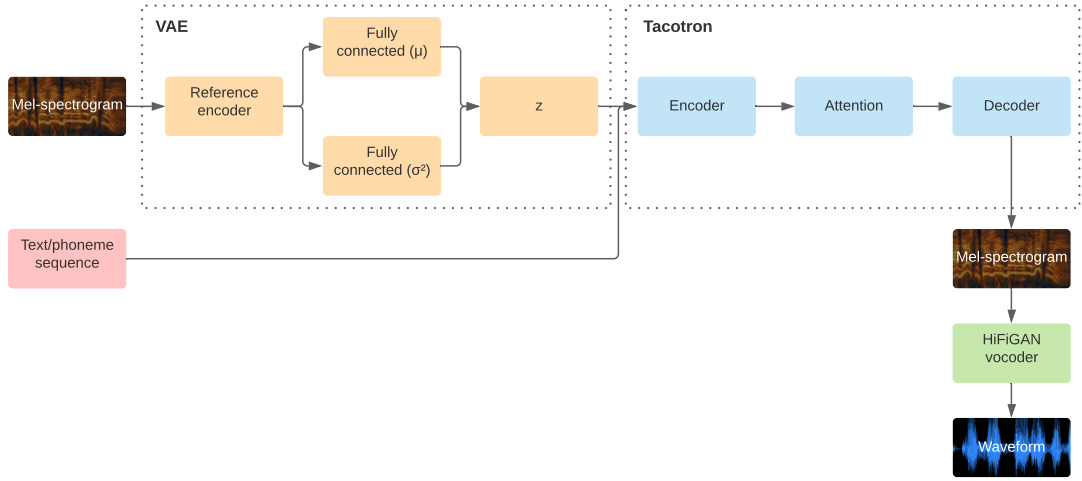 VAE
Tacotron
Mel-spectrogram
Reference
encoder
Fully
connected (μ)
Fully
connected (σ²)
z
Encoder
Attention
Decoder
Text/phoneme
sequence
Mel-spectrogram
HiFiGAN
vocoder
Waveform